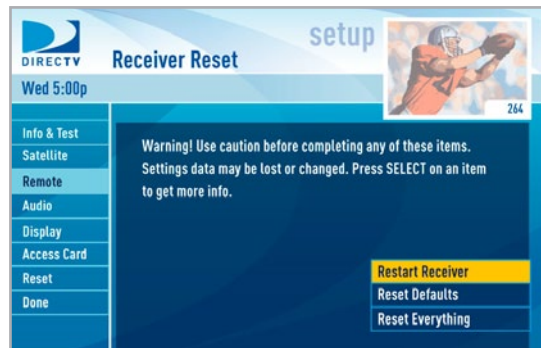 DIRECTV
Receiver Reset
setup
Wed 5:00p
264
Info & Test
Satellite
Remote
Audio
Display
Access Card
Reset
Done
Warning! Use caution before completing any of these items.
Settings data may be lost or changed. Press SELECT on an item
to get more info.
Restart Receiver
Reset Defaults
Reset Everything